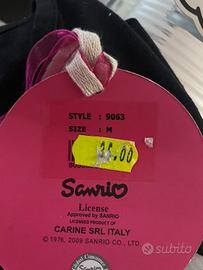 STYLE : 9063
SIZE : M
Sanrio
License
Approved by SANRIO
LICENSED PRODUCT OF
CARINE SRL ITALY
© 1976, 2009 SANRIO CO., LTD.
subito